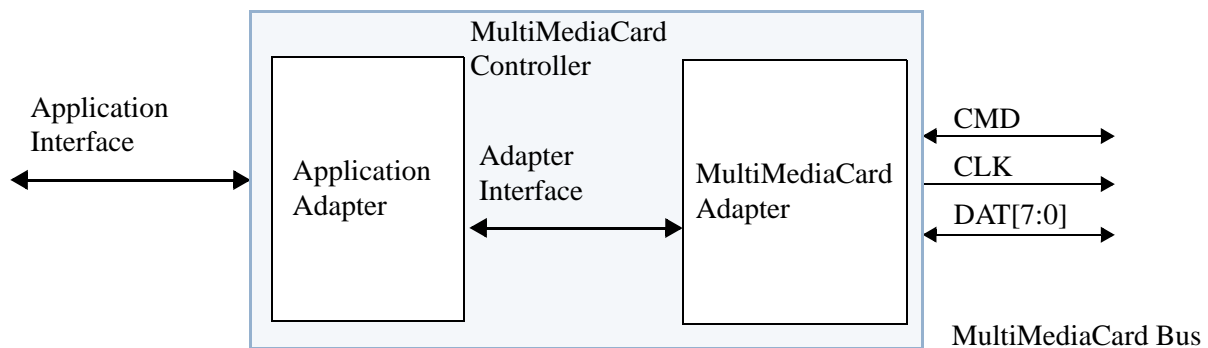 MultiMediaCard
Controller
Application
Interface
Application
Adapter
Adapter
Interface
MultiMediaCard
Adapter
CMD
CLK
DAT[7:0]
MultiMediaCard Bus